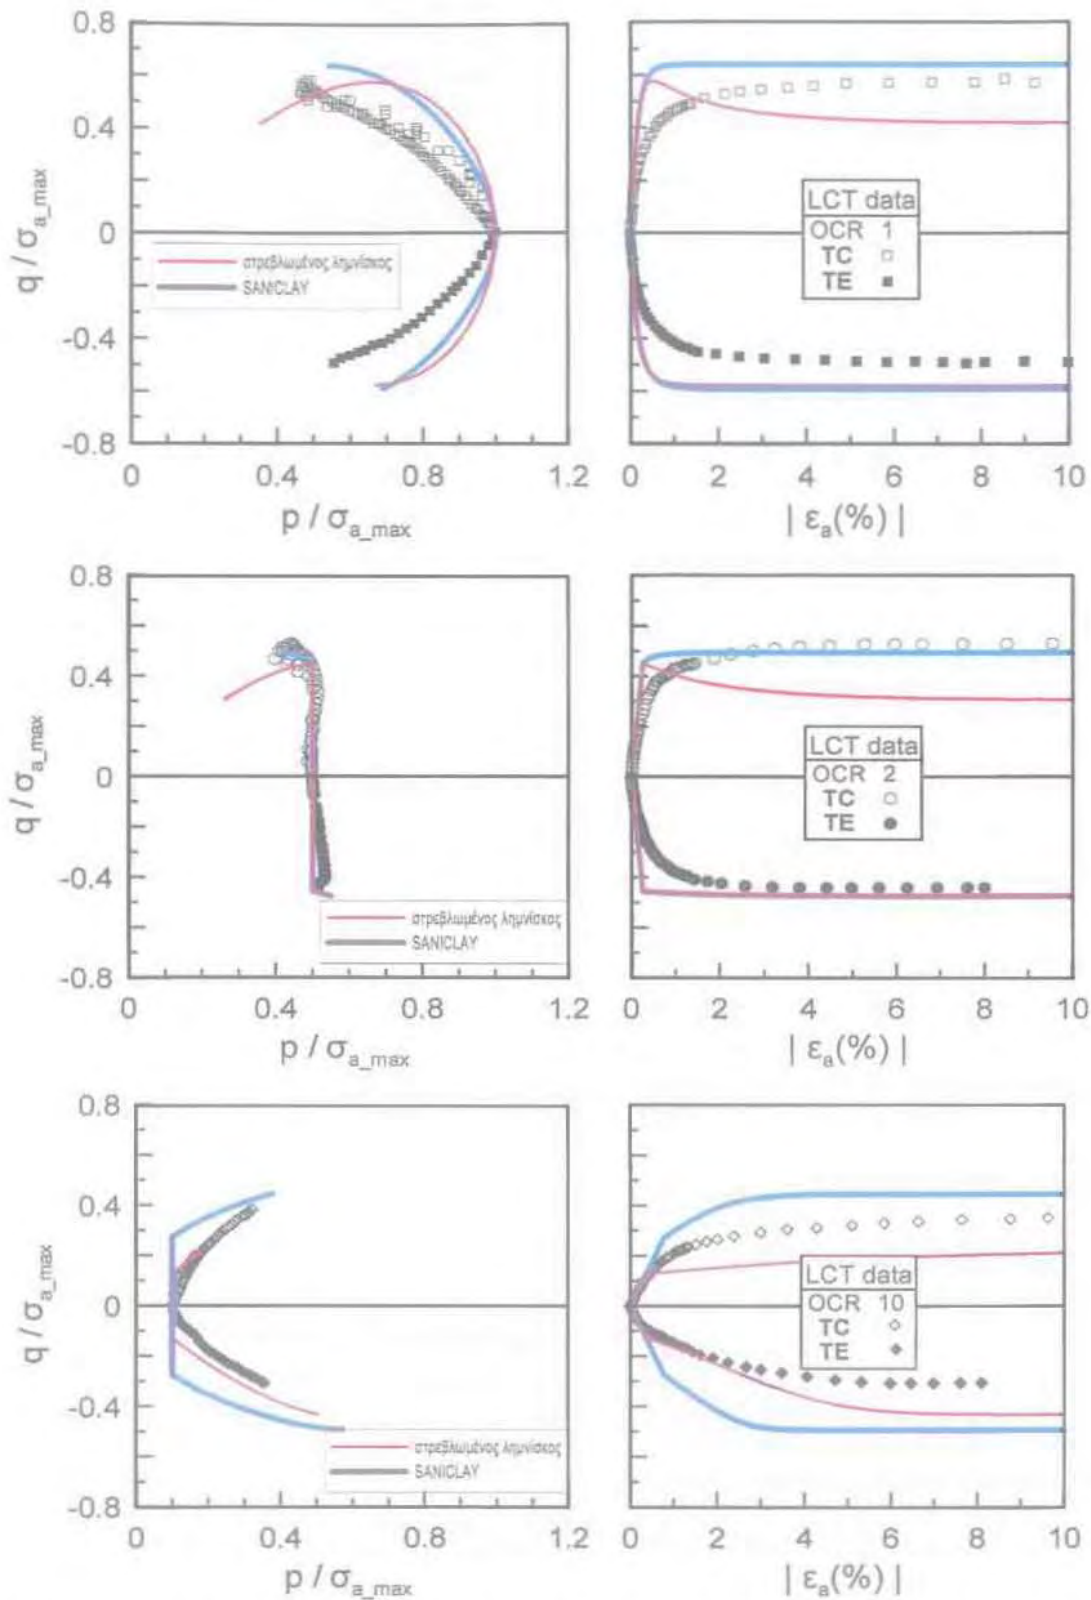 0.8
0.4
0
-0.4
-0.8
q / σa_max
στρεβλωμένος λημνίσκος
SANICLAY
0 0.4 0.8 1.2
p / σa_max
LCT data
OCR 1
TC □
TE ■
0 2 4 6 8 10
| εa(%) |
0.8
0.4
0
-0.4
-0.8
q / σa_max
στρεβλωμένος λημνίσκος
SANICLAY
0 0.4 0.8 1.2
p / σa_max
LCT data
OCR 2
TC ○
TE ●
0 2 4 6 8 10
| εa(%) |
0.8
0.4
0
-0.4
-0.8
q / σa_max
στρεβλωμένος λημνίσκος
SANICLAY
0 0.4 0.8 1.2
p / σa_max
LCT data
OCR 10
TC ◇
TE ◆
0 2 4 6 8 10
| εa(%) |